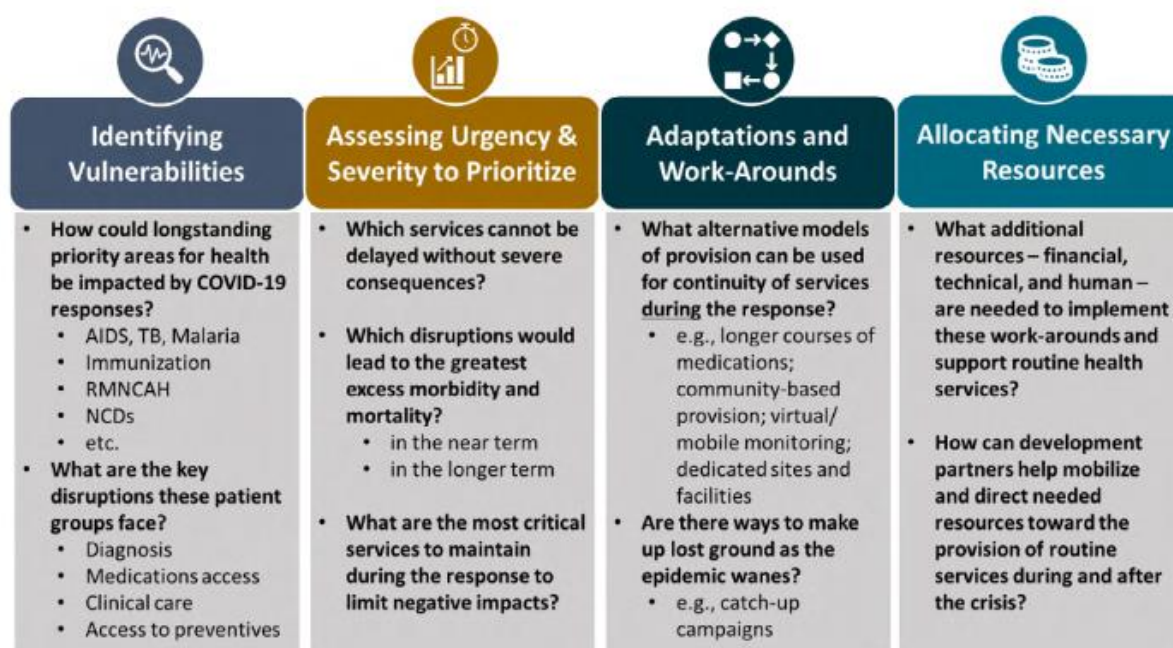 Identifying
Vulnerabilities
• How could longstanding
priority areas for health
be impacted by COVID-19
responses?
• AIDS, TB, Malaria
• Immunization
• RMNCAH
• NCDs
• etc.
• What are the key
disruptions these patient
groups face?
• Diagnosis
• Medications access
• Clinical care
• Access to preventives
Assessing Urgency &
Severity to Prioritize
• Which services cannot be
delayed without severe
consequences?
• Which disruptions would
lead to the greatest
excess morbidity and
mortality?
• in the near term
• in the longer term
• What are the most critical
services to maintain
during the response to
limit negative impacts?
Adaptations and
Work-Arounds
• What alternative models
of provision can be used
for continuity of services
during the response?
• e.g., longer courses of
medications;
community-based
provision; virtual/
mobile monitoring;
dedicated sites and
facilities
• Are there ways to make
up lost ground as the
epidemic wanes?
• e.g., catch-up
campaigns
Allocating Necessary
Resources
• What additional
resources – financial,
technical, and human –
are needed to implement
these work-arounds and
support routine health
services?
• How can development
partners help mobilize
and direct needed
resources toward the
provision of routine
services during and after
the crisis?